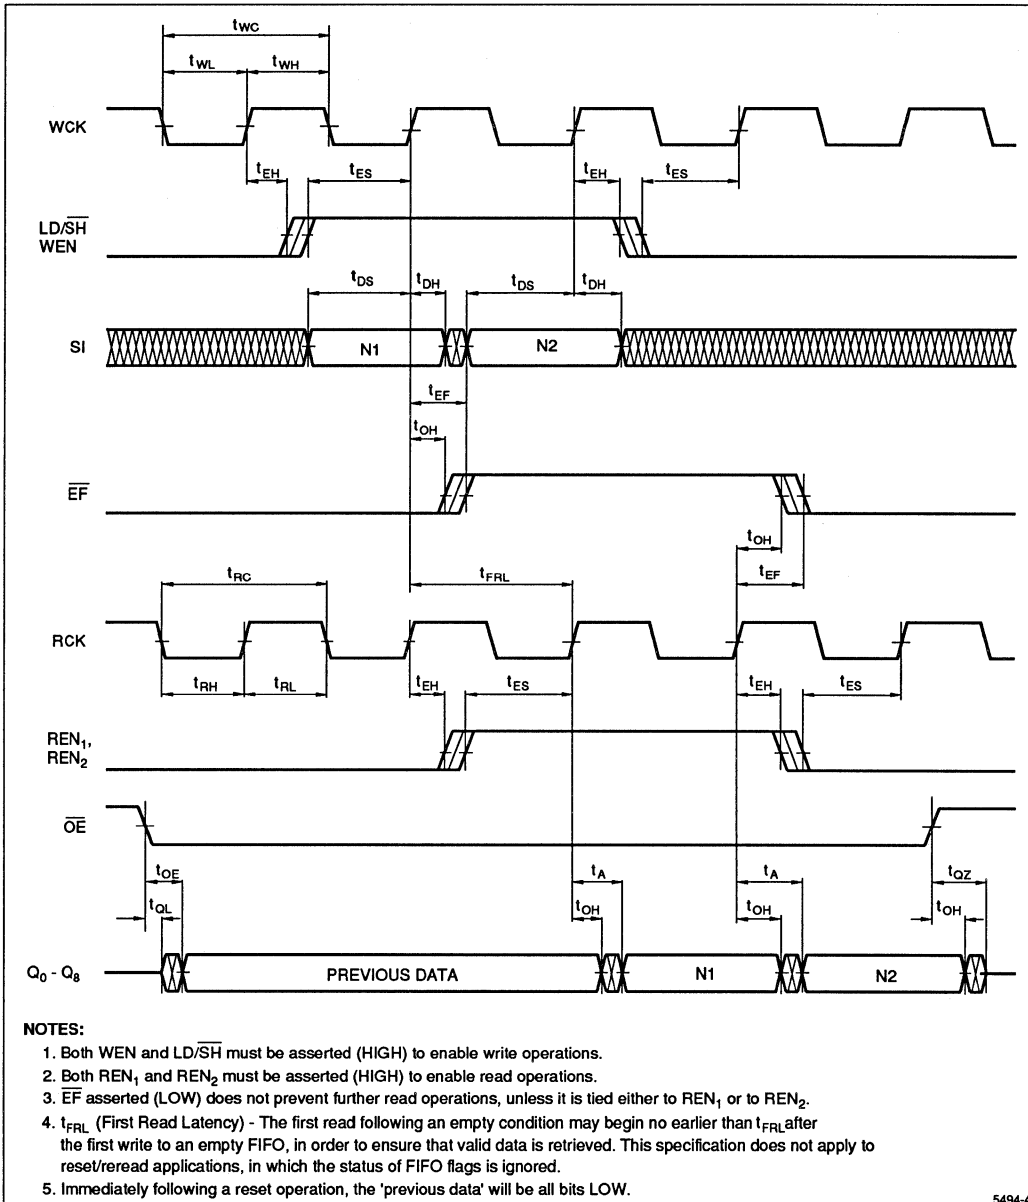 tWC
tWL tWH
WCK
tEH tES tEH tES
LD/SH
WEN
tDS tDH tDS tDH
SI N1 N2
tEF
tOH
EF
tOH
tRC tFRL tEF
RCK
tRH tRL tEH tES tEH tES
REN1,
REN2
OE
tOE tA tA tQZ
tQL tOH tOH tOH
Q0 - Q8 PREVIOUS DATA N1 N2
NOTES:
1. Both WEN and LD/SH must be asserted (HIGH) to enable write operations.
2. Both REN1 and REN2 must be asserted (HIGH) to enable read operations.
3. EF asserted (LOW) does not prevent further read operations, unless it is tied either to REN1 or to REN2.
4. tFRL (First Read Latency) - The first read following an empty condition may begin no earlier than tFRL after
the first write to an empty FIFO, in order to ensure that valid data is retrieved. This specification does not apply to
reset/reread applications, in which the status of FIFO flags is ignored.
5. Immediately following a reset operation, the 'previous data' will be all bits LOW.